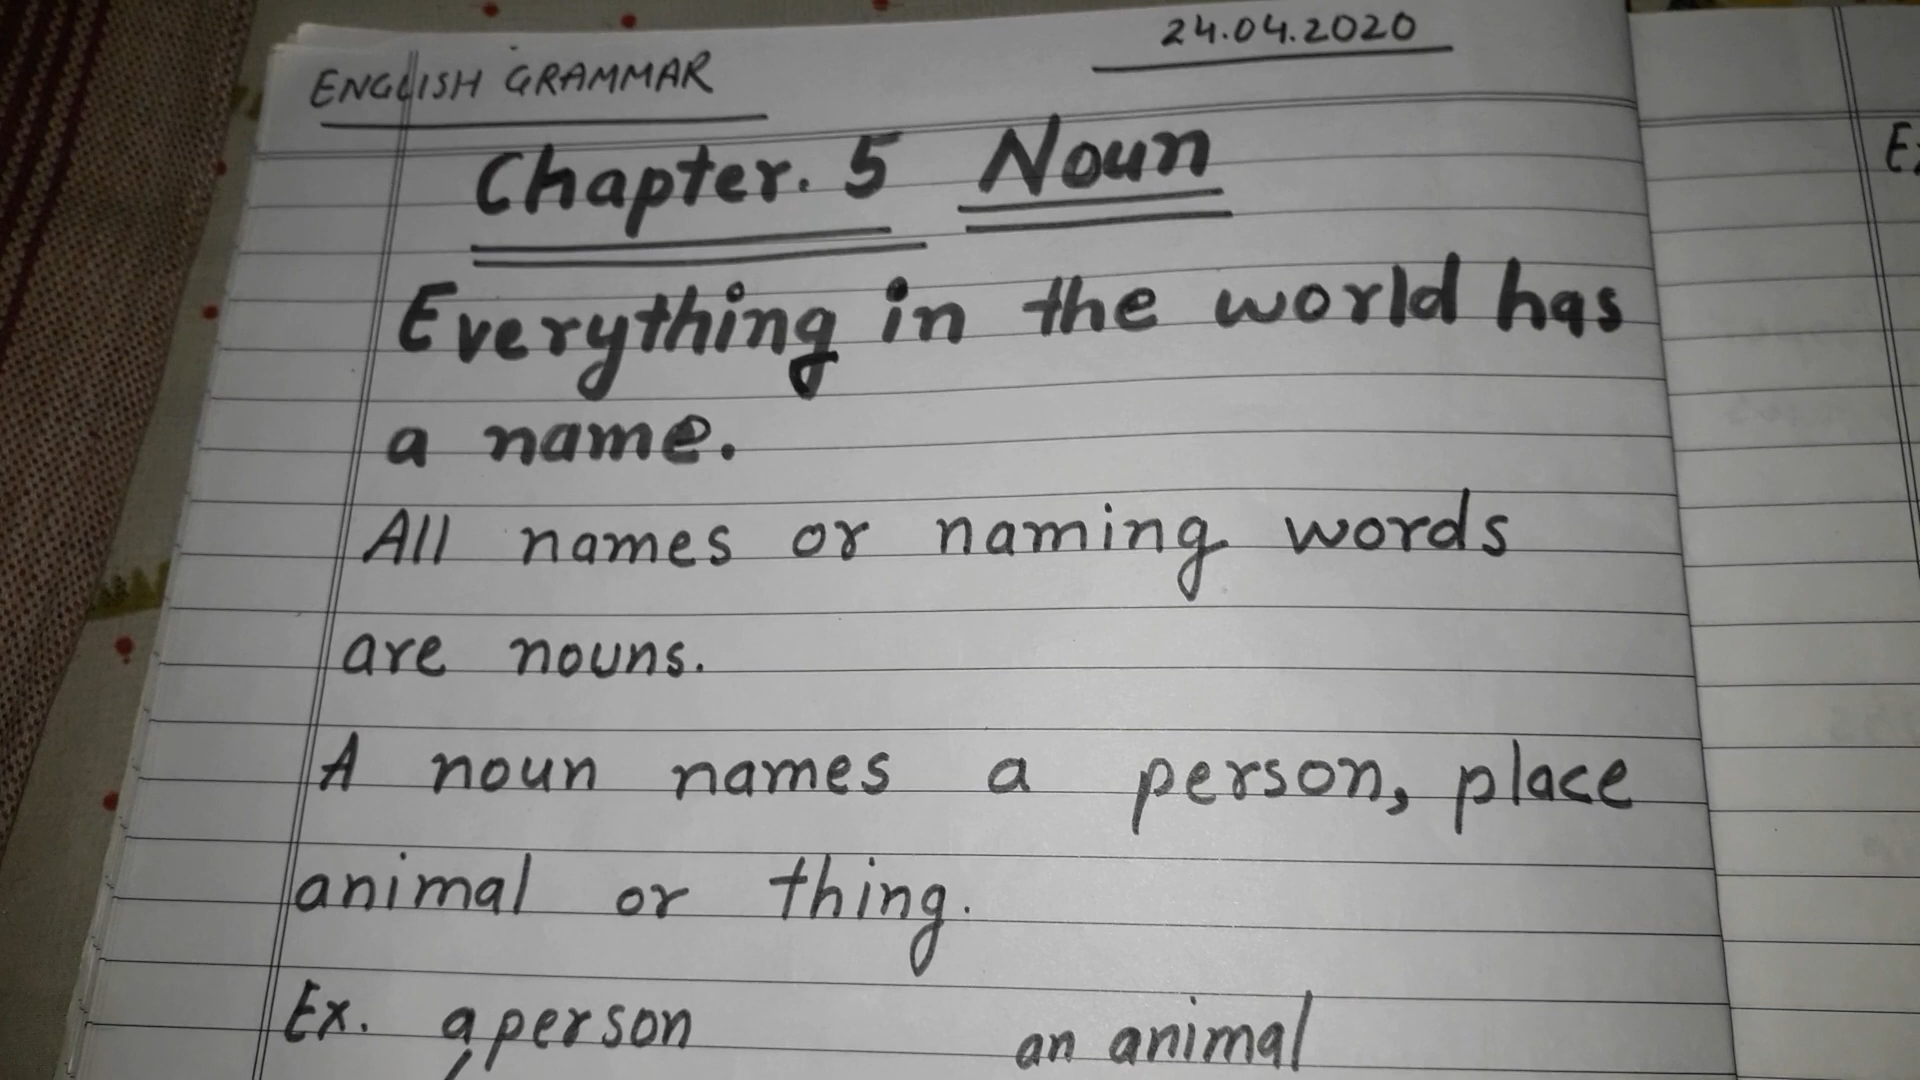 ENGLISH GRAMMAR
24.04.2020
Chapter. 5 Noun
Everything in the world has
a name.
All names or naming words
are nouns.
A noun names a person, place
animal or thing.
Ex. a person an animal